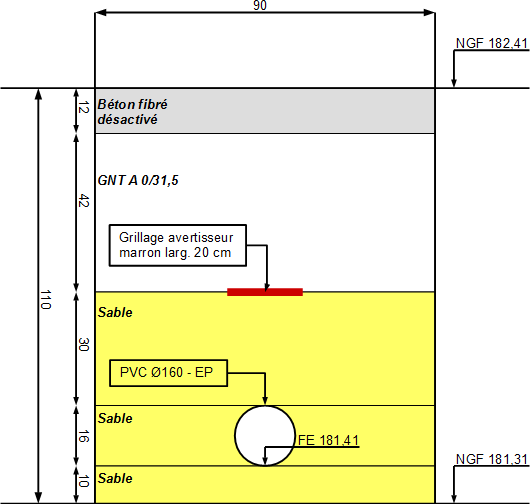 90
NGF 182,41
12
Béton fibré
désactivé
42
GNT A 0/31,5
Grillage avertisseur
marron larg. 20 cm
110
Sable
30
PVC Ø160 - EP
Sable
16
FE 181,41
NGF 181,31
10
Sable